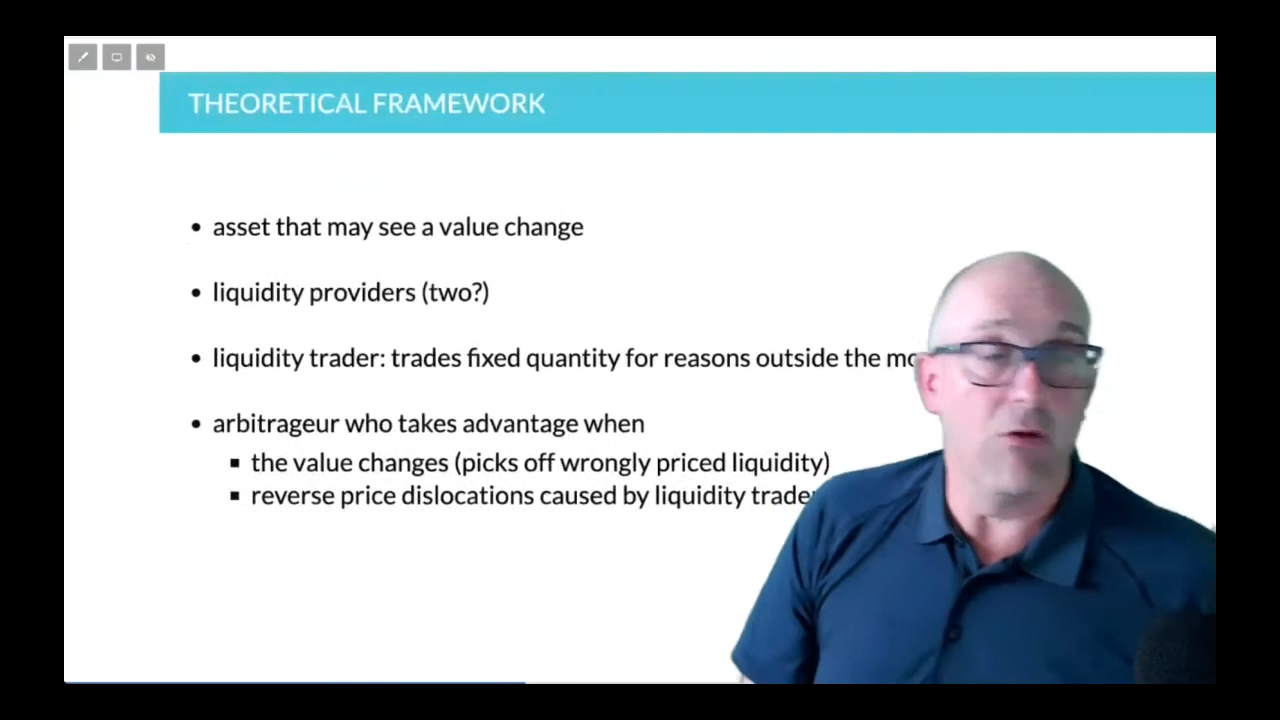 THEORETICAL FRAMEWORK
• asset that may see a value change
• liquidity providers (two?)
• liquidity trader: trades fixed quantity for reasons outside the
• arbitrageur who takes advantage when
▪ the value changes (picks off wrongly priced liquidity)
▪ reverse price dislocations caused by liquidity